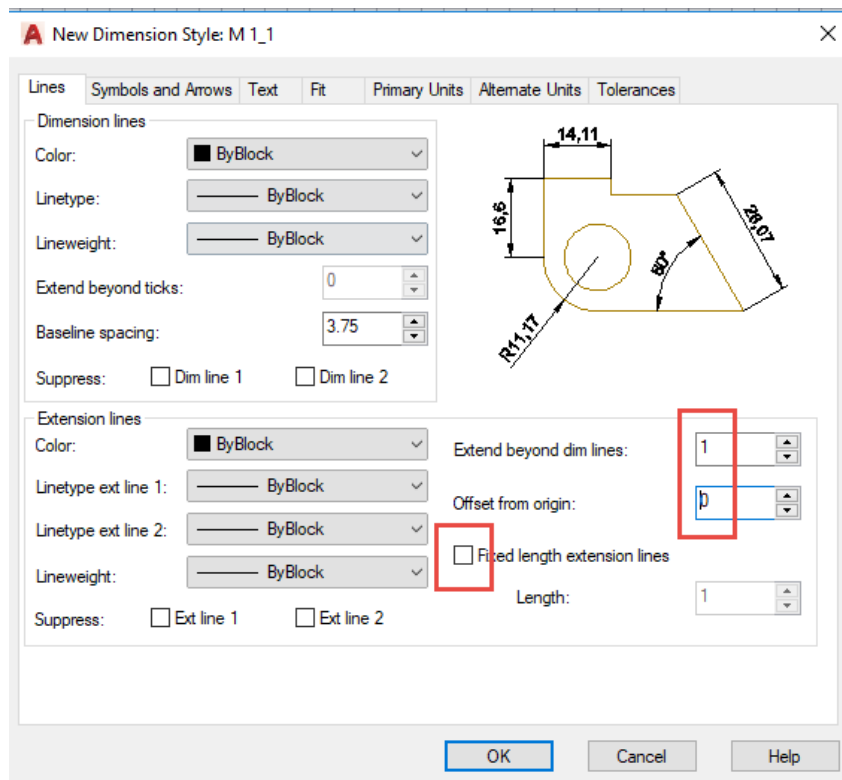 A New Dimension Style: M 1_1
Lines Symbols and Arrows Text Fit Primary Units Alternate Units Tolerances
Dimension lines
Color: ByBlock
Linetype: ByBlock
Lineweight: ByBlock
Extend beyond ticks: 0
Baseline spacing: 3.75
Suppress: Dim line 1 Dim line 2
14,11
16,6
28,07
60°
R11,17
Extension lines
Color: ByBlock
Linetype ext line 1: ByBlock
Linetype ext line 2: ByBlock
Lineweight: ByBlock
Suppress: Ext line 1 Ext line 2
Extend beyond dim lines: 1
Offset from origin: 0
Fixed length extension lines
Length: 1
OK Cancel Help